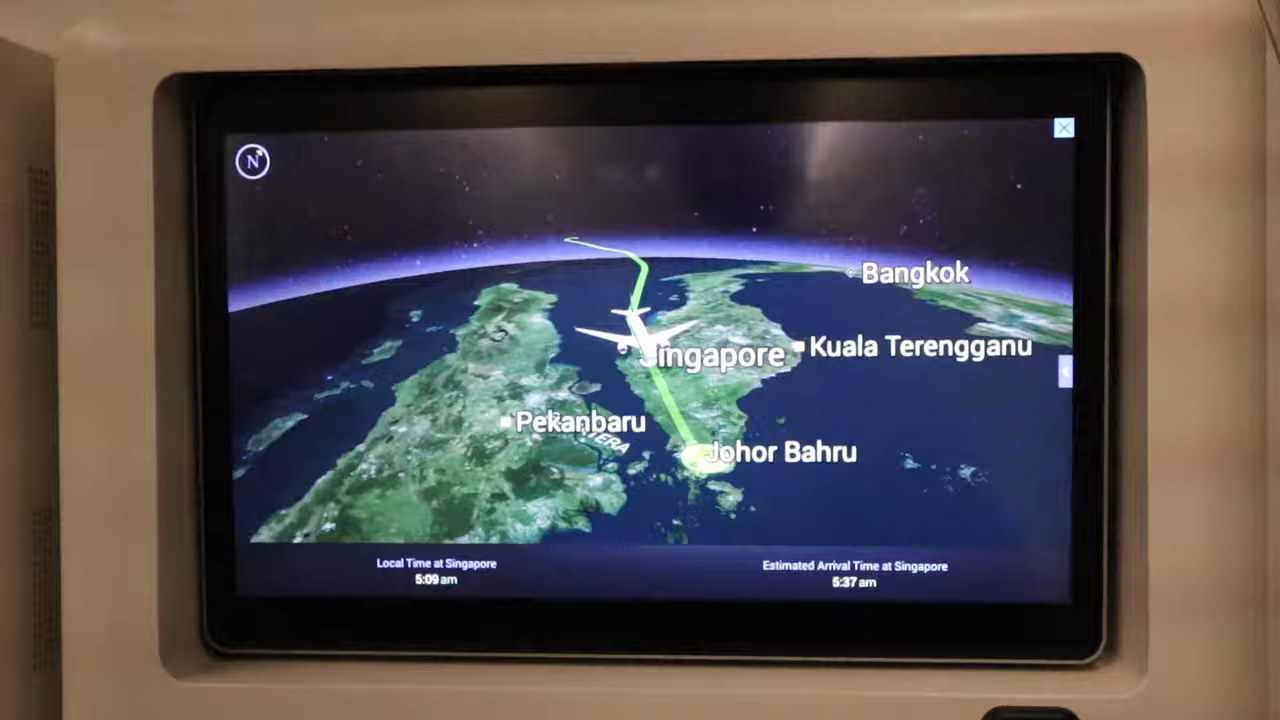 N
Bangkok
Singapore
Kuala Terengganu
Pekanbaru
TERA
Johor Bahru
Local Time at Singapore
5:09 am
Estimated Arrival Time at Singapore
5:37 am